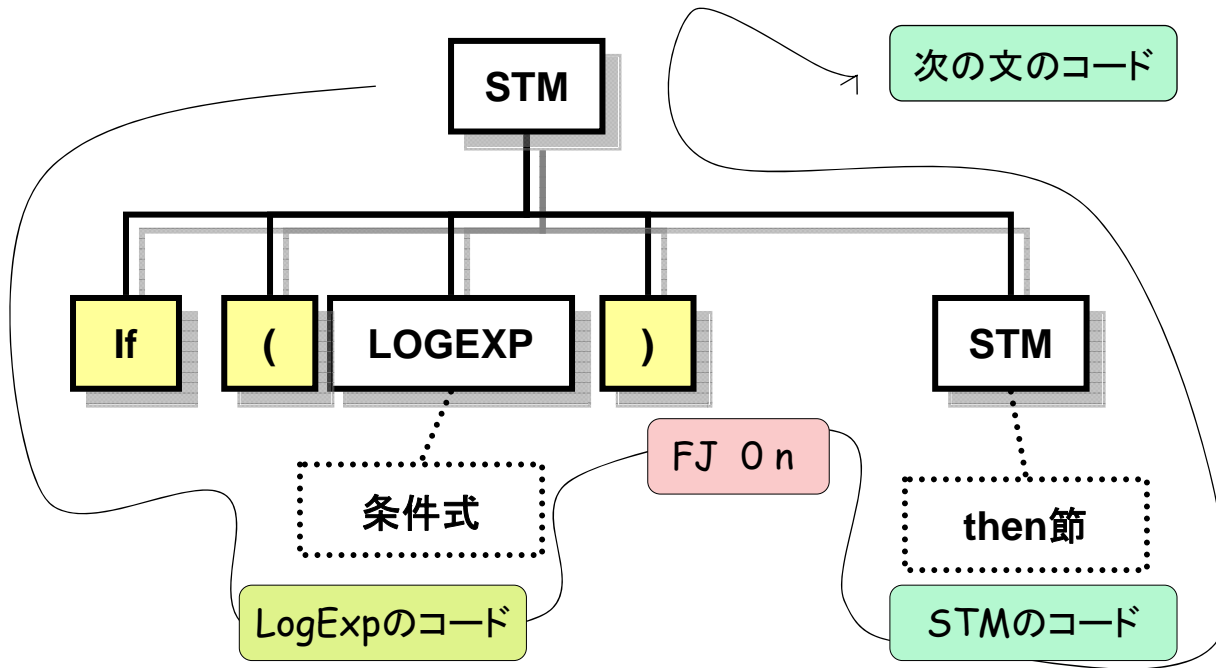 STM
次の文のコード
If
(
LOGEXP
)
STM
FJ 0 n
条件式
then節
LogExpのコード
STMのコード